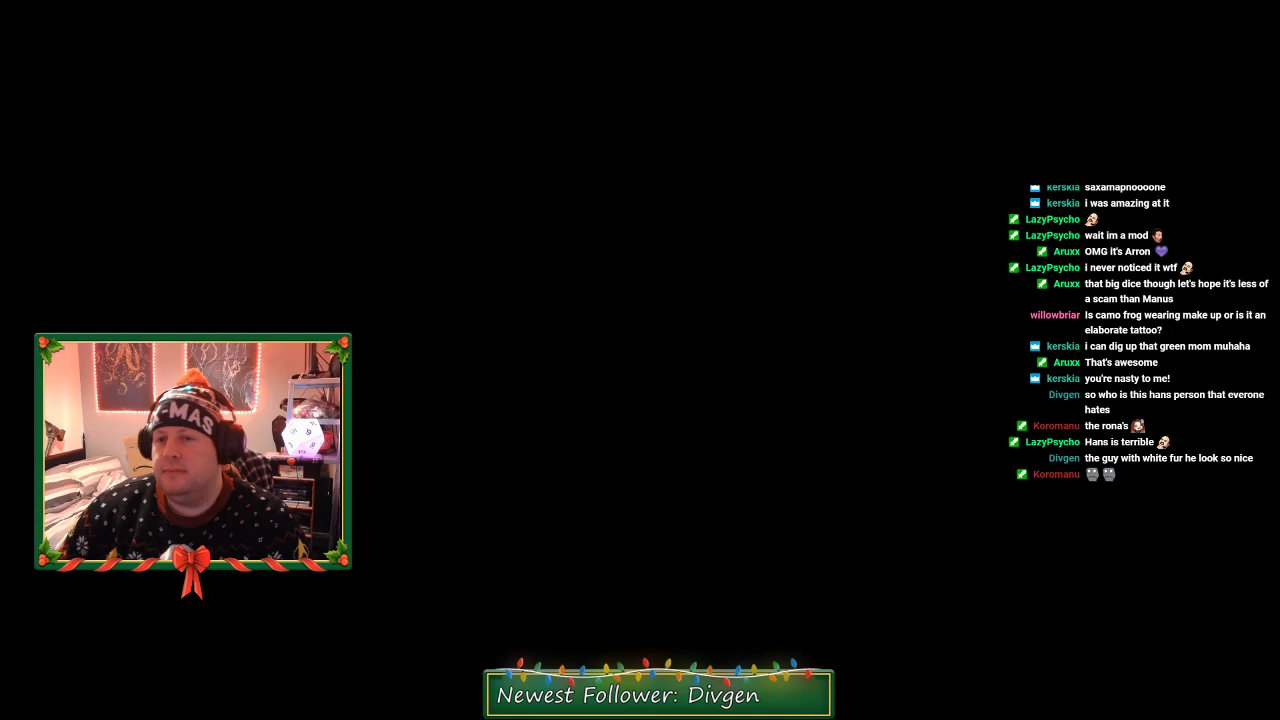 kerskia saxamapnoooone
kerskia i was amazing at it
LazyPsycho
LazyPsycho wait im a mod
Aruxx OMG it's Arron 💜
LazyPsycho i never noticed it wtf
Aruxx that big dice though let's hope it's less of
a scam than Manus
willowbriar Is camo frog wearing make up or is it an
elaborate tattoo?
kerskia i can dig up that green mom muhaha
Aruxx That's awesome
kerskia you're nasty to me!
Divgen so who is this hans person that everone
hates
Koromanu the rona's
LazyPsycho Hans is terrible
Divgen the guy with white fur he look so nice
Koromanu
X-MAS
Newest Follower: Divgen